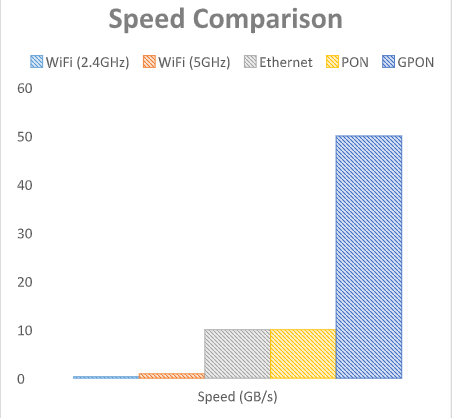 Speed Comparison
WiFi (2.4GHz) WiFi (5GHz) Ethernet PON GPON
60
50
40
30
20
10
0
Speed (GB/s)